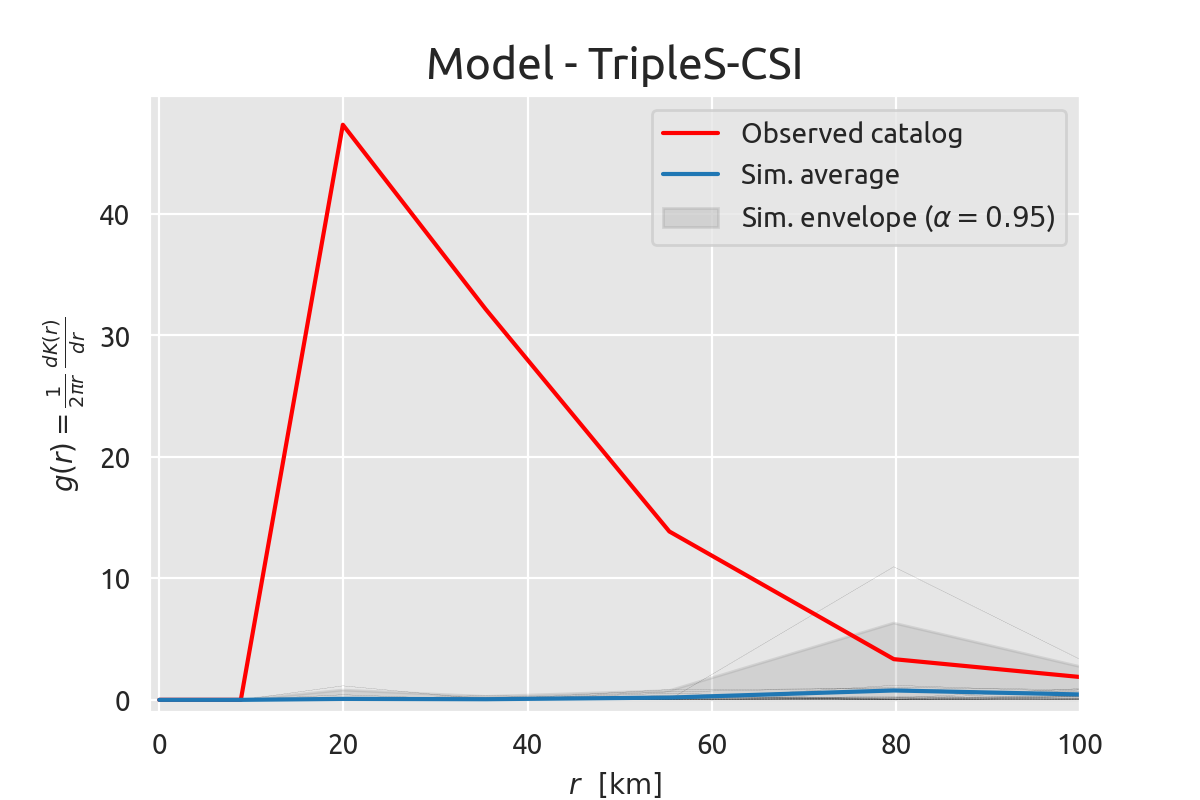 Model - TripleS-CSI
Observed catalog
Sim. average
Sim. envelope (α = 0.95)
g(r) = 1/2πr dK(r)/dr
40
30
20
10
0
0 20 40 60 80 100
r [km]